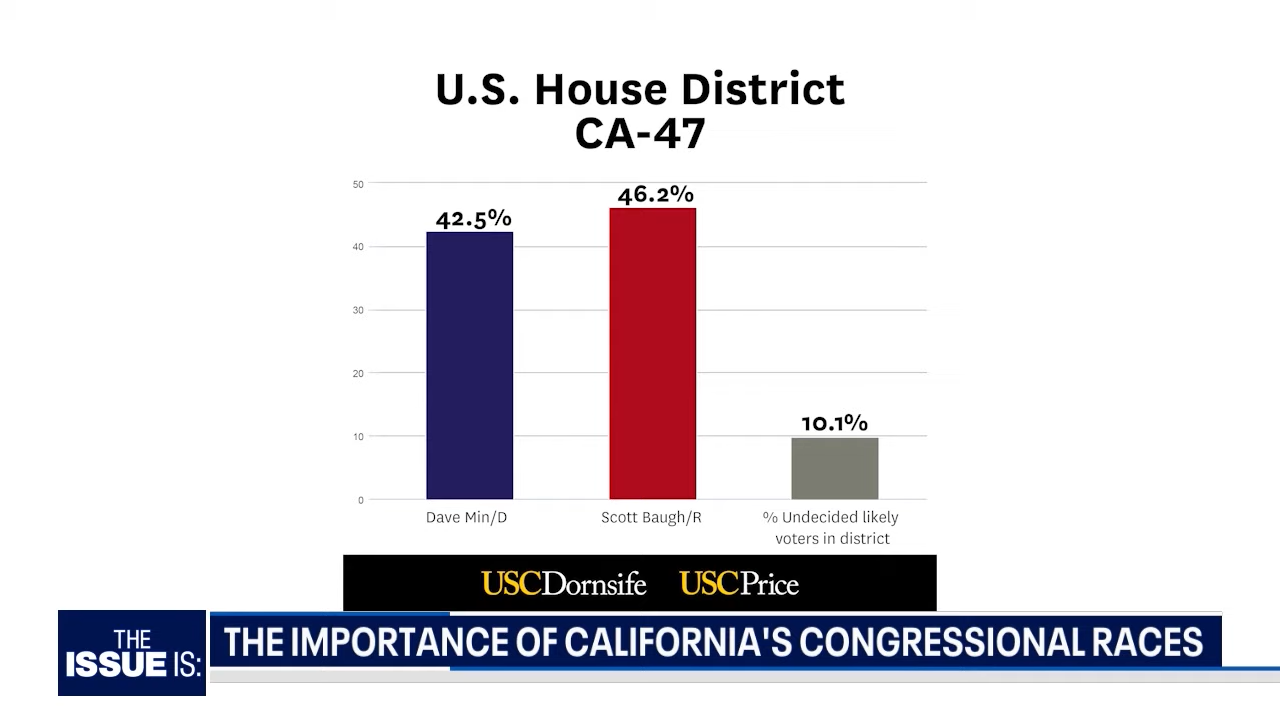 U.S. House District
CA-47
50
40
30
20
10
0
42.5%
46.2%
10.1%
Dave Min/D
Scott Baugh/R
% Undecided likely
voters in district
USCDornsife USCPrice
THE
ISSUE IS:
THE IMPORTANCE OF CALIFORNIA'S CONGRESSIONAL RACES